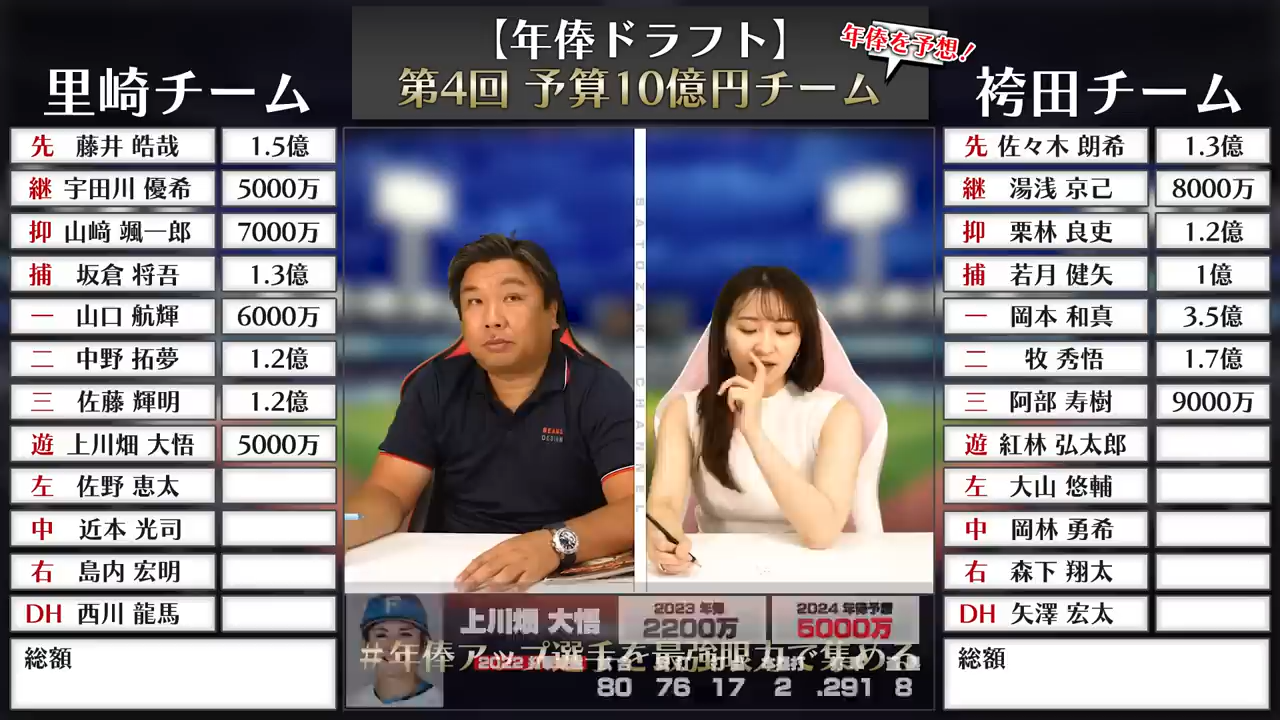 【年俸ドラフト】
第4回 予算10億円チーム
年俸を予想!
里崎チーム
先 藤井 皓哉 1.5億
継 宇田川 優希 5000万
抑 山﨑 颯一郎 7000万
捕 坂倉 将吾 1.3億
一 山口 航輝 6000万
二 中野 拓夢 1.2億
三 佐藤 輝明 1.2億
遊 上川畑 大悟 5000万
左 佐野 恵太
中 近本 光司
右 島内 宏明
DH 西川 龍馬
総額
袴田チーム
先 佐々木 朗希 1.3億
継 湯浅 京己 8000万
抑 栗林 良吏 1.2億
捕 若月 健矢 1億
一 岡本 和真 3.5億
二 牧 秀悟 1.7億
三 阿部 寿樹 9000万
遊 紅林 弘太郎
左 大山 悠輔
中 岡林 勇希
右 森下 翔太
DH 矢澤 宏太
総額
SATOZAKI CHANNEL
BEAMS
DESIGN
上川畑 大悟
2023 年俸
2200万
2024 年俸予想
5000万
#年俸アップ選手を最強眼力で集める
80 76 17 2 .291 8